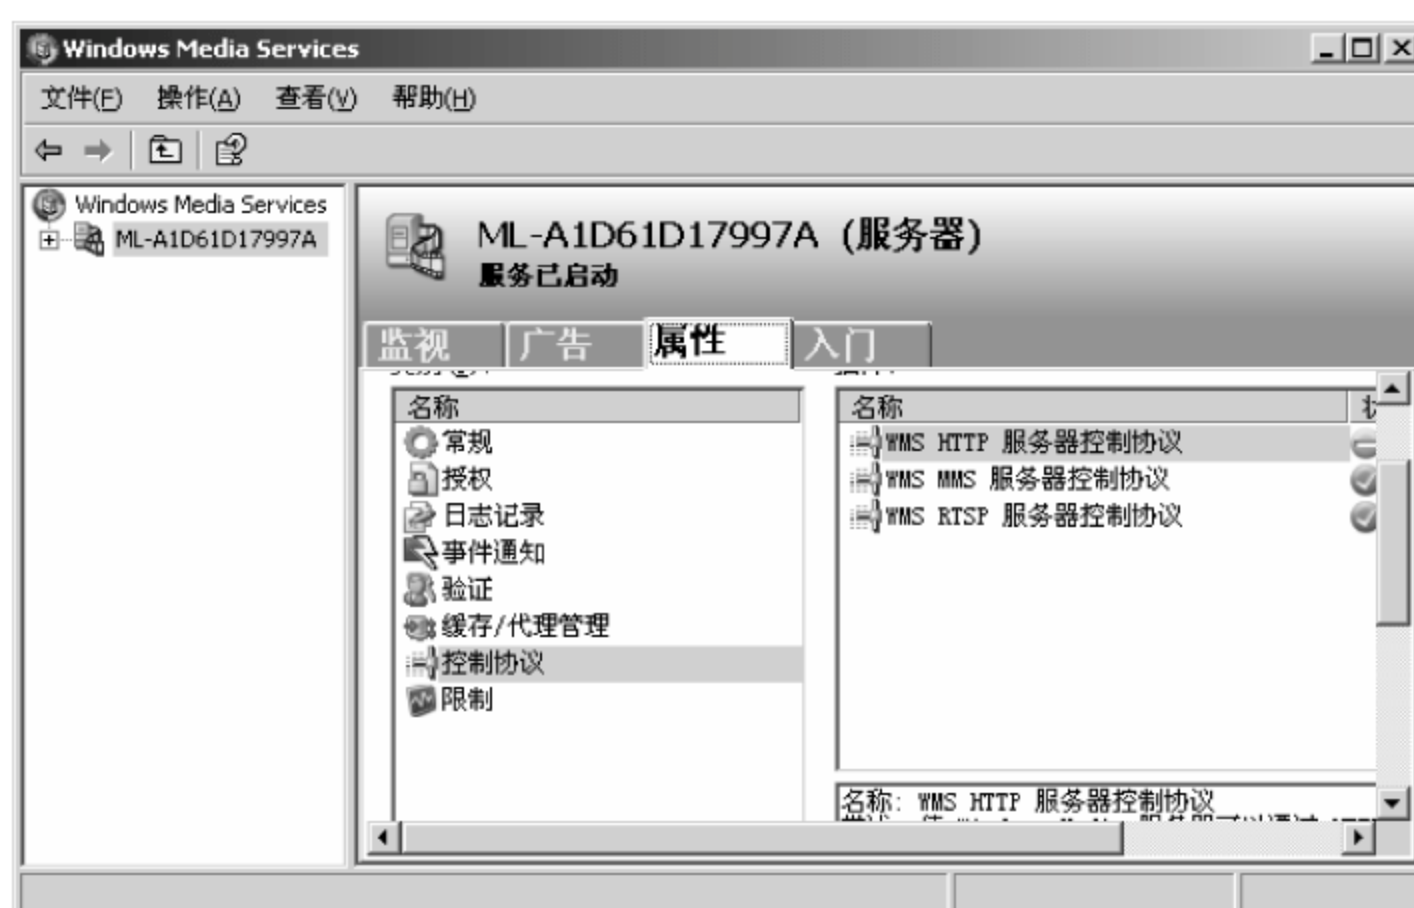 Windows Media Services
文件(F) 操作(A) 查看(V) 帮助(H)
Windows Media Services
ML-A1D61D17997A
ML-A1D61D17997A (服务器)
服务已启动
监视 广告 属性 入门
名称
常规
授权
日志记录
事件通知
验证
缓存/代理管理
控制协议
限制
名称
WMS HTTP 服务器控制协议
WMS MMS 服务器控制协议
WMS RTSP 服务器控制协议
名称: WMS HTTP 服务器控制协议